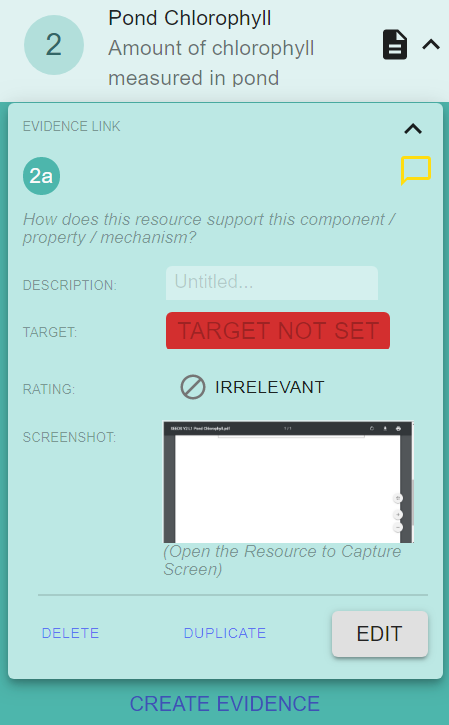 2
Pond Chlorophyll
Amount of chlorophyll
measured in pond
EVIDENCE LINK
2a
How does this resource support this component /
property / mechanism?
DESCRIPTION:
Untitled...
TARGET:
TARGET NOT SET
RATING:
IRRELEVANT
SCREENSHOT:
Pond Chlorophyll.pdf
1 / 1
(Open the Resource to Capture
Screen)
DELETE
DUPLICATE
EDIT
CREATE EVIDENCE